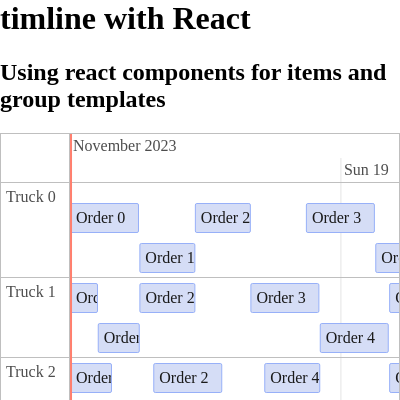 timline with React
Using react components for items and
group templates
November 2023
Sun 19
Truck 0
Order 0
Order 2
Order 3
Order 1
Or
Truck 1
Ord
Order 2
Order 3
Order
Order 4
Truck 2
Order
Order 2
Order 4